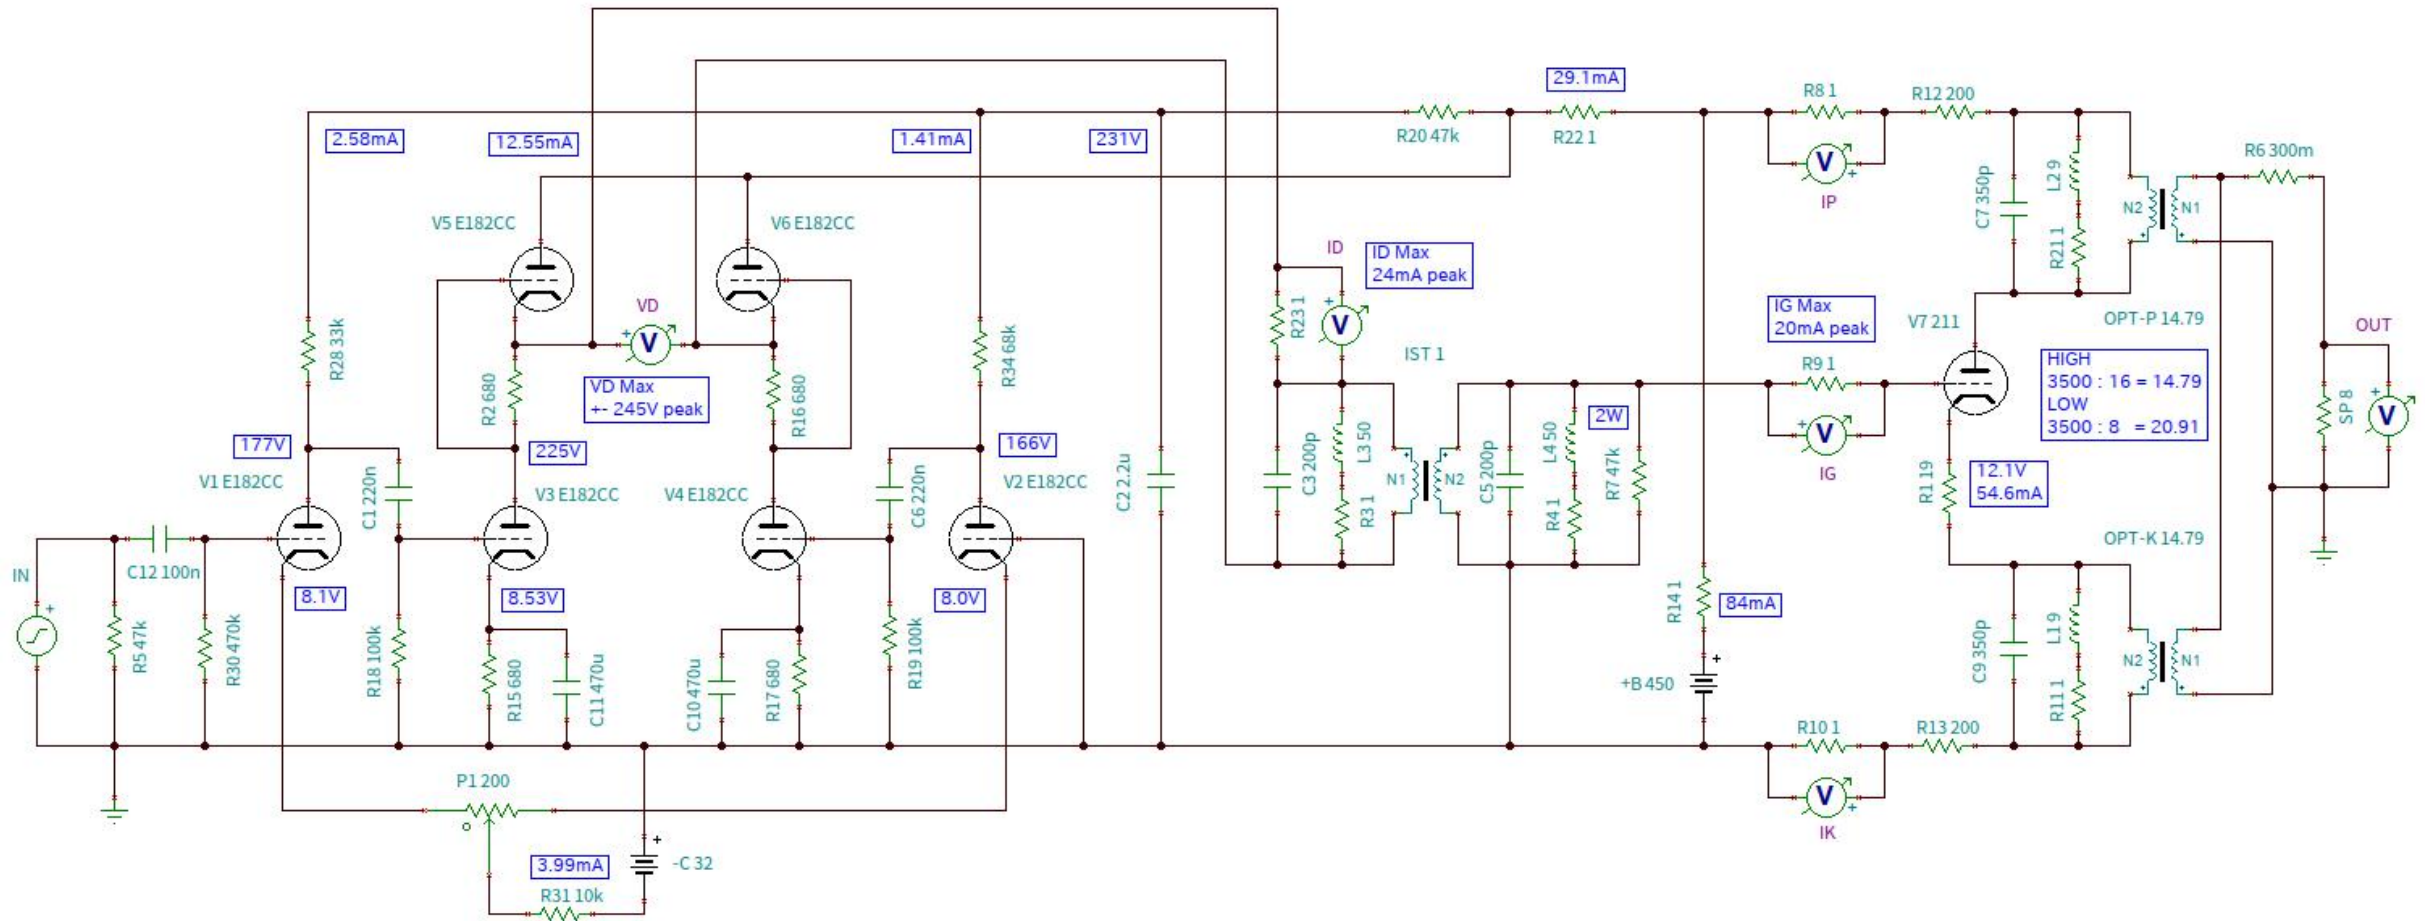 29.1mA
R8 1
R12 200
2.58mA
12.55mA
1.41mA
231V
R20 47k
R22 1
R6 300m
V
IP
C7 350p
L2 9
N2
N1
R21 1
V5 E182CC
V6 E182CC
ID
ID Max
24mA peak
VD
V
R23 1
V
IG Max
20mA peak
V7 211
OPT-P 14.79
OUT
R28 33k
R2 680
VD Max
+- 245V peak
R16 680
R34 68k
IST 1
R9 1
HIGH
3500 : 16 = 14.79
LOW
3500 : 8 = 20.91
SP 8
V
177V
225V
166V
2W
V
IG
V1 E182CC
C1 220n
V3 E182CC
V4 E182CC
C6 220n
V2 E182CC
C2 2.2u
C3 200p
L3 50
R3 1
N1
N2
C5 200p
L4 50
R4 1
R7 47k
R1 19
12.1V
54.6mA
OPT-K 14.79
IN
C12 100n
8.1V
8.53V
8.0V
R14 1
84mA
R5 47k
R30 470k
R18 100k
R15 680
C11 470u
C10 470u
R17 680
R19 100k
+B 450
C9 350p
L1 9
R11 1
N2
N1
R10 1
R13 200
V
IK
P1 200
3.99mA
-C 32
R31 10k